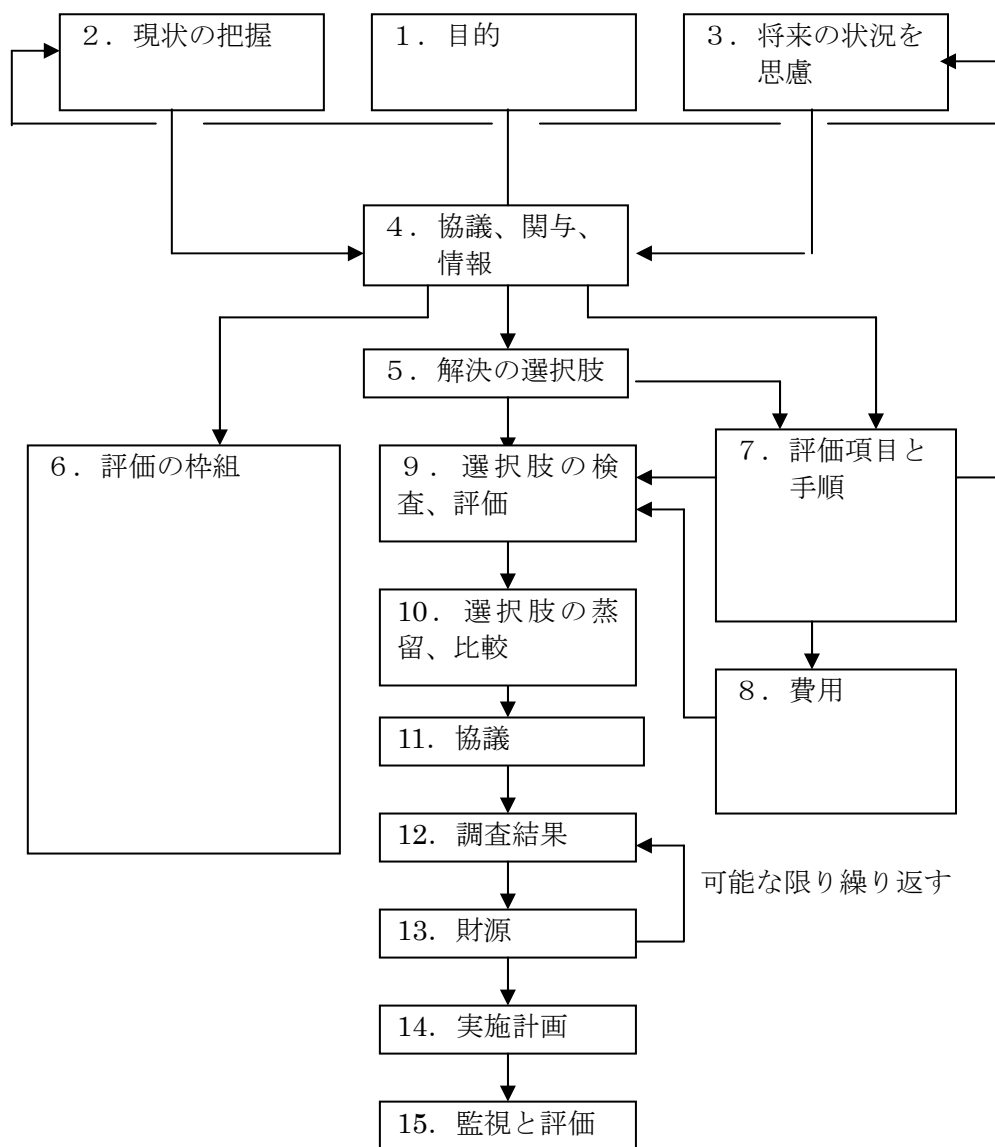 ２．現状の把握
１．目的
３．将来の状況を
思慮
４．協議、関与、
情報
５．解決の選択肢
６．評価の枠組
９．選択肢の検
査、評価
７．評価項目と
手順
10．選択肢の蒸
留、比較
８．費用
11．協議
12．調査結果
可能な限り繰り返す
13．財源
14．実施計画
15．監視と評価